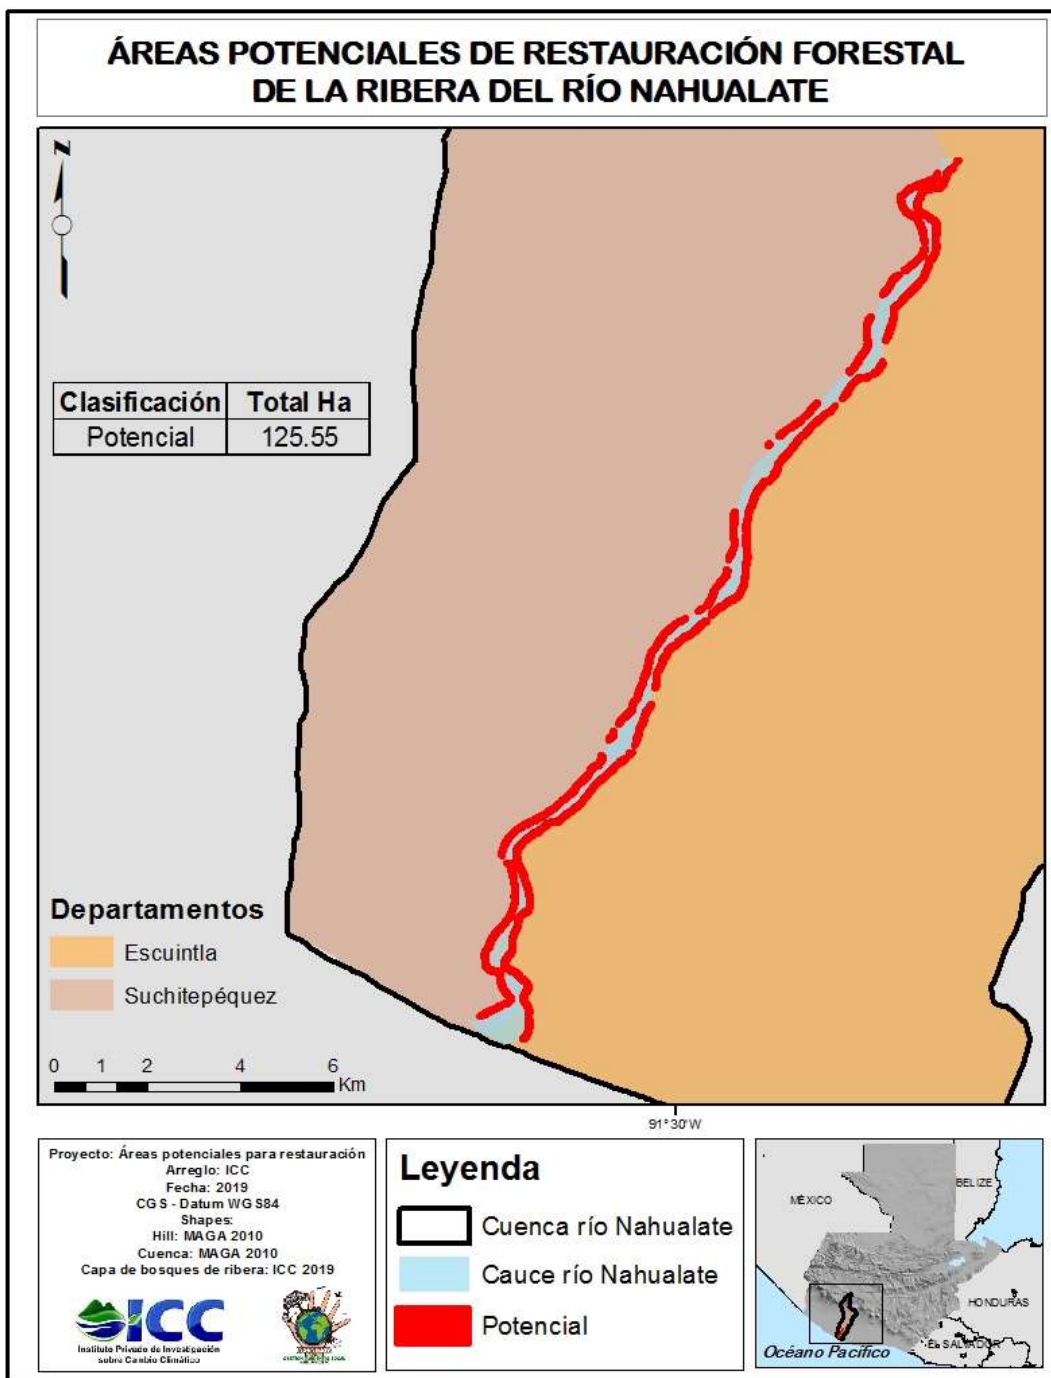 ÁREAS POTENCIALES DE RESTAURACIÓN FORESTAL
DE LA RIBERA DEL RÍO NAHUALATE
Z
Clasificación Total Ha
Potencial 125.55
Departamentos
Escuintla
Suchitepéquez
0 1 2 4 6
Km
91°30'W
Proyecto: Áreas potenciales para restauración
Arreglo: ICC
Fecha: 2019
CGS - Datum WGS84
Shapes:
Hill: MAGA 2010
Cuenca: MAGA 2010
Capa de bosques de ribera: ICC 2019
ICC
Instituto Privado de Investigación
sobre Cambio Climático
Leyenda
Cuenca río Nahualate
Cauce río Nahualate
Potencial
MÉXICO
BELIZE
HONDURAS
EL SALVADOR
Océano Pacífico